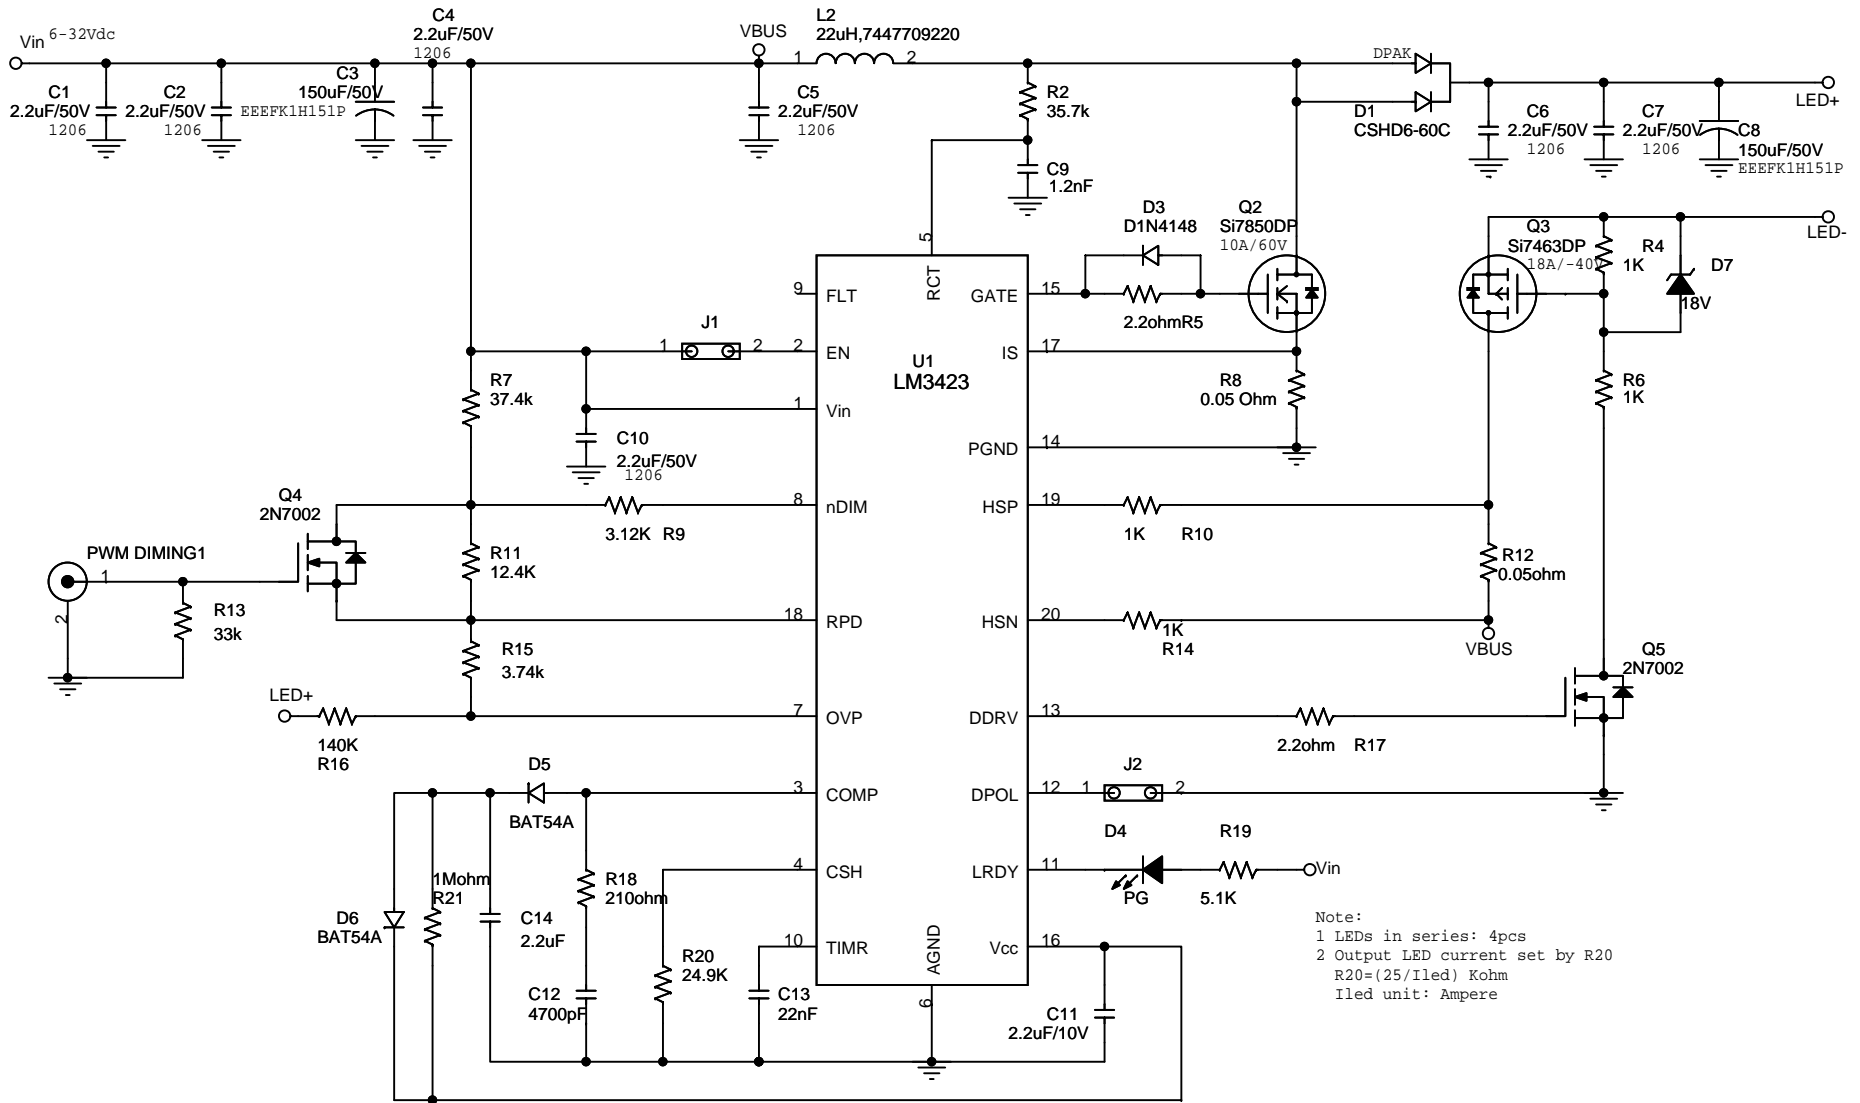 Vin 6-32Vdc
C4
2.2uF/50V
1206
VBUS
L2
22uH,7447709220
1 2
DPAK
C1
2.2uF/50V
1206
C2
2.2uF/50V
1206
C3
150uF/50V
EEEFK1H151P
C5
2.2uF/50V
1206
R2
35.7k
D1
CSHD6-60C
LED+
C6
2.2uF/50V
1206
C7
2.2uF/50V
1206
C8
150uF/50V
EEEFK1H151P
C9
1.2nF
D3
D1N4148
Q2
Si7850DP
10A/60V
Q3
Si7463DP
18A/-40V
LED-
R4
1K
D7
18V
5
RCT
9 FLT
GATE 15
2.2ohmR5
J1
1 2
2 EN
U1
LM3423
IS 17
R8
0.05 Ohm
R7
37.4k
R6
1K
1 Vin
C10
2.2uF/50V
1206
PGND 14
Q4
2N7002
8 nDIM
3.12K R9
HSP 19
1K R10
PWM DIMING1
1
2
R11
12.4K
R12
0.05ohm
R13
33k
18 RPD
HSN 20
1K
R14
VBUS
R15
3.74k
Q5
2N7002
LED+
140K
R16
7 OVP
DDRV 13
2.2ohm R17
D5
BAT54A
3 COMP
DPOL 12
J2
1 2
D4
PG
R19
5.1K
Vin
4 CSH
LRDY 11
1Mohm
R21
R18
210ohm
D6
BAT54A
C14
2.2uF
10 TIMR
AGND
6
Vcc 16
R20
24.9K
C12
4700pF
C13
22nF
C11
2.2uF/10V
Note:
1 LEDs in series: 4pcs
2 Output LED current set by R20
R20=(25/Iled) Kohm
Iled unit: Ampere